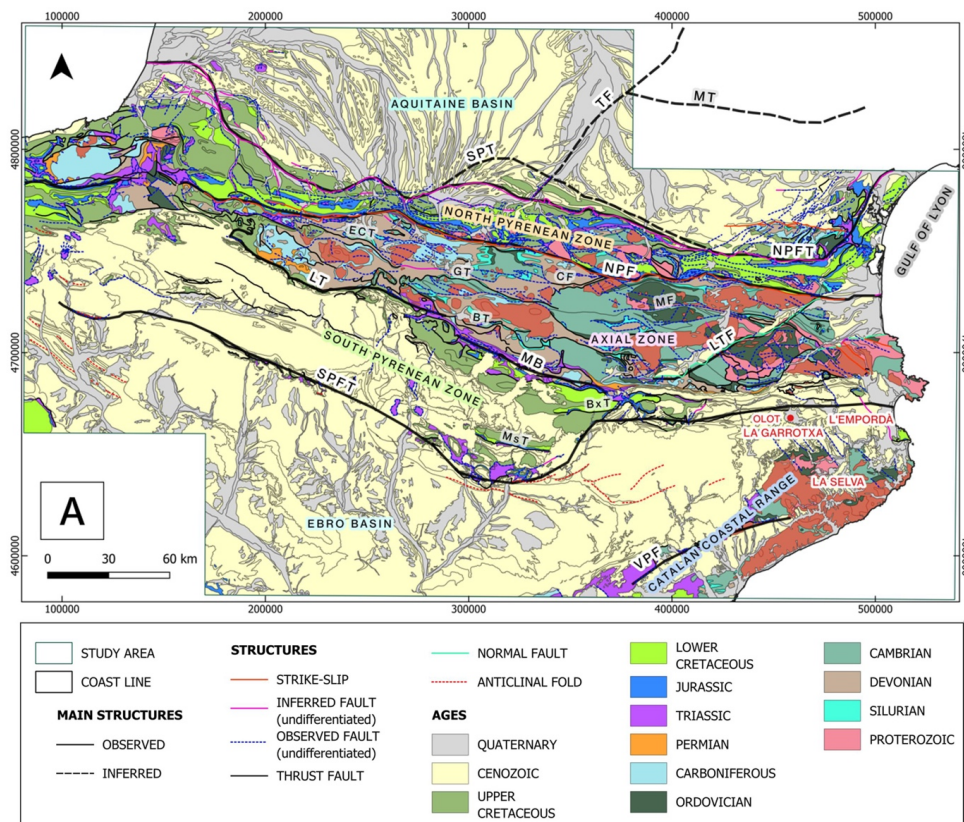 100000 200000 300000 400000 500000
4800000
4700000
4600000
AQUITAINE BASIN
TF
MT
SPT
GULF OF LYON
NORTH PYRENEAN ZONE
NPFT
ECT
NPF
GT
CF
LT
MF
BT
AXIAL ZONE
LTF
MB
SOUTH PYRENEAN ZONE
SPFT
BxT
OLOT
L'EMPORDÀ
LA GARROTXA
MsT
LA SELVA
A
EBRO BASIN
VPF
CATALAN COASTAL RANGE
0 30 60 km
100000 200000 300000 400000 500000
STUDY AREA
COAST LINE
MAIN STRUCTURES
OBSERVED
INFERRED
STRUCTURES
STRIKE-SLIP
INFERRED FAULT
(undifferentiated)
OBSERVED FAULT
(undifferentiated)
THRUST FAULT
NORMAL FAULT
ANTICLINAL FOLD
AGES
QUATERNARY
CENOZOIC
UPPER
CRETACEOUS
LOWER
CRETACEOUS
JURASSIC
TRIASSIC
PERMIAN
CARBONIFEROUS
ORDOVICIAN
CAMBRIAN
DEVONIAN
SILURIAN
PROTEROZOIC